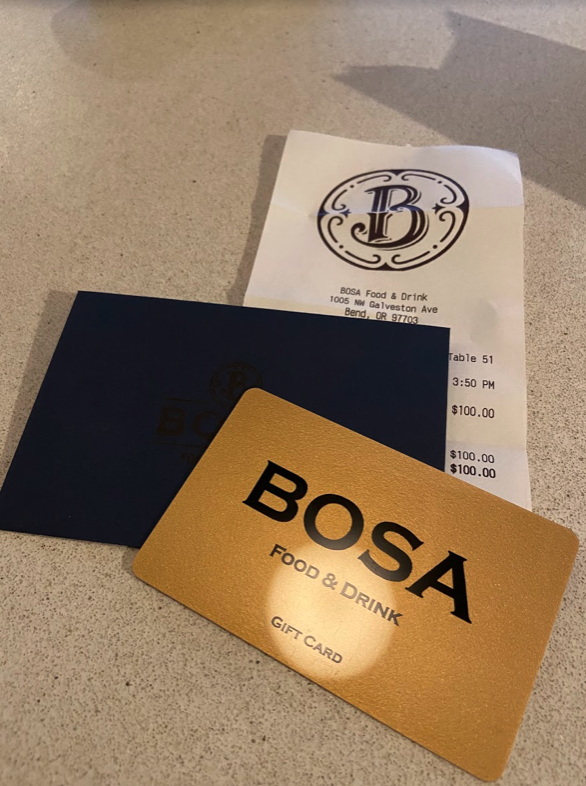 B
BOSA Food & Drink
1005 NW Galveston Ave
Bend, OR 97703
Table 51
3:50 PM
$100.00
$100.00
$100.00
BOSA
FOOD & DRINK
GIFT CARD